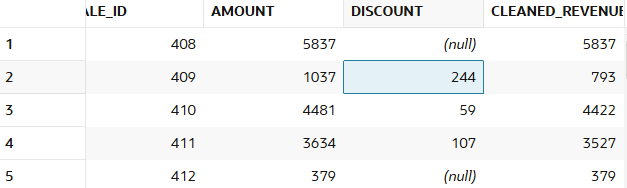 ALE_ID AMOUNT DISCOUNT CLEANED_REVENUE
1 408 5837 (null) 5837
2 409 1037 244 793
3 410 4481 59 4422
4 411 3634 107 3527
5 412 379 (null) 379